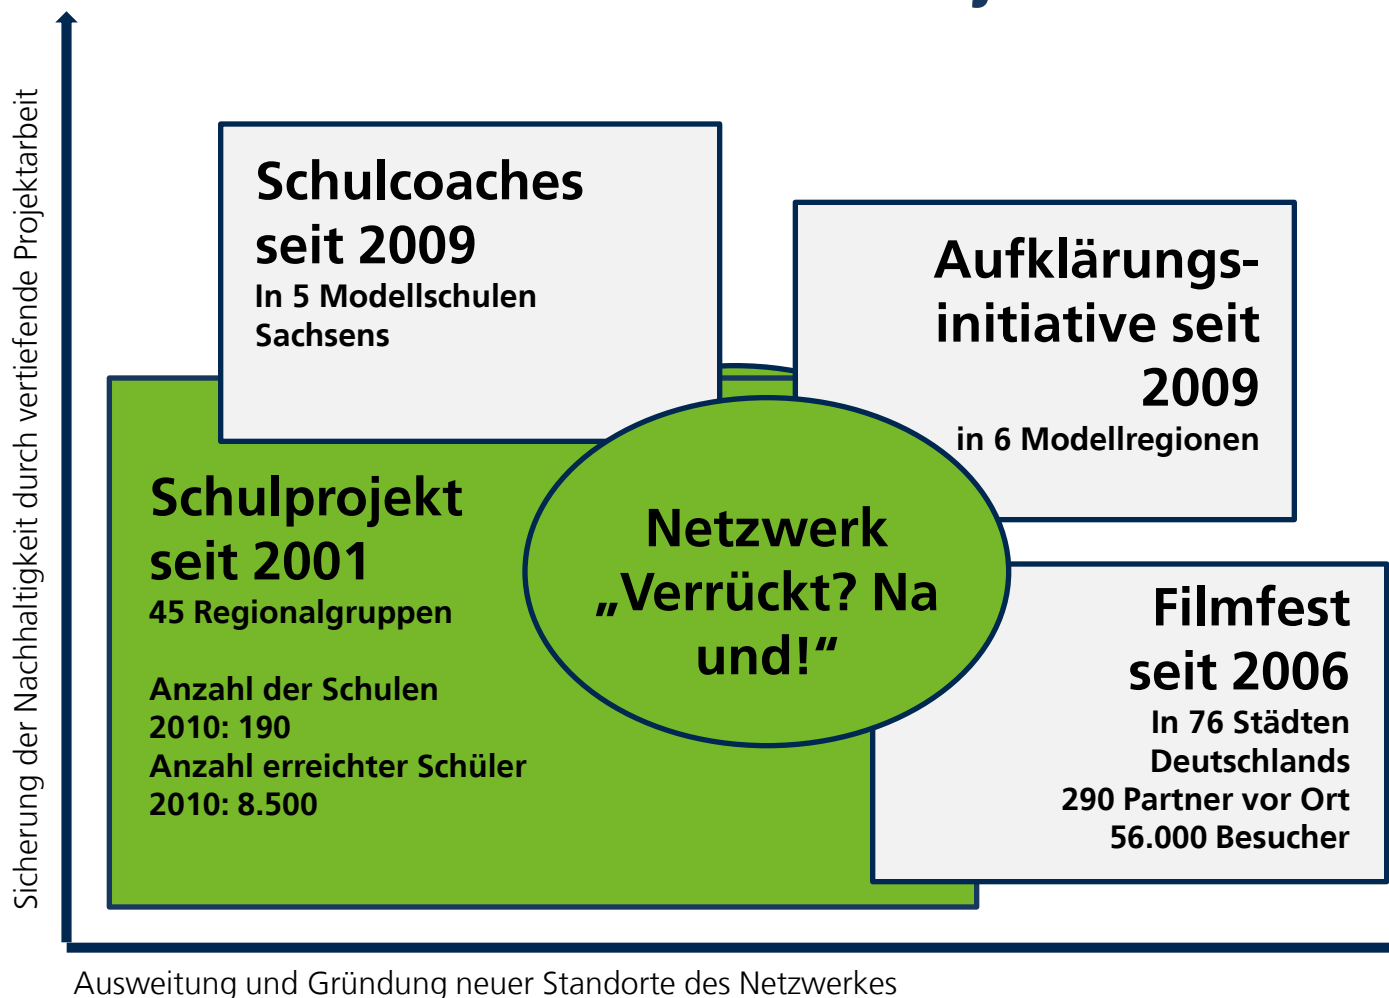 Sicherung der Nachhaltigkeit durch vertiefende Projektarbeit
Schulcoaches
seit 2009
In 5 Modellschulen
Sachsens
Aufklärungs-
initiative seit
2009
in 6 Modellregionen
Schulprojekt
seit 2001
45 Regionalgruppen
Anzahl der Schulen
2010: 190
Anzahl erreichter Schüler
2010: 8.500
Netzwerk
„Verrückt? Na
und!“
Filmfest
seit 2006
In 76 Städten
Deutschlands
290 Partner vor Ort
56.000 Besucher
Ausweitung und Gründung neuer Standorte des Netzwerkes